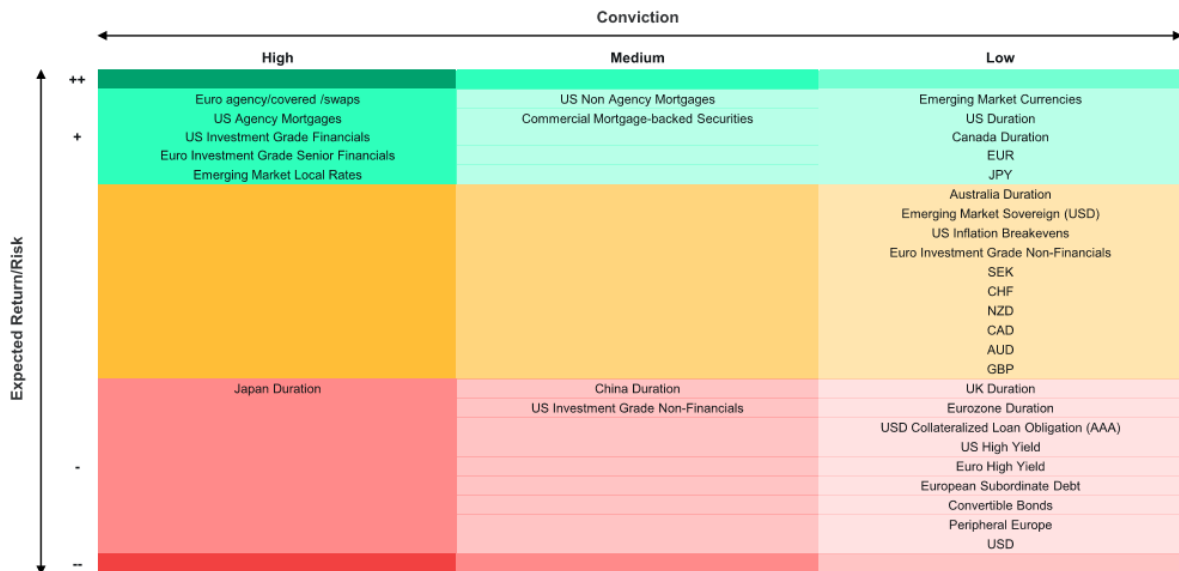 Conviction
High Medium Low
++
Euro agency/covered /swaps US Non Agency Mortgages Emerging Market Currencies
US Agency Mortgages Commercial Mortgage-backed Securities US Duration
+ US Investment Grade Financials Canada Duration
Euro Investment Grade Senior Financials EUR
Emerging Market Local Rates JPY
Australia Duration
Emerging Market Sovereign (USD)
US Inflation Breakevens
Euro Investment Grade Non-Financials
SEK
CHF
NZD
CAD
AUD
GBP
Expected Return/Risk
Japan Duration China Duration UK Duration
US Investment Grade Non-Financials Eurozone Duration
USD Collateralized Loan Obligation (AAA)
US High Yield
- Euro High Yield
European Subordinate Debt
Convertible Bonds
Peripheral Europe
USD
--